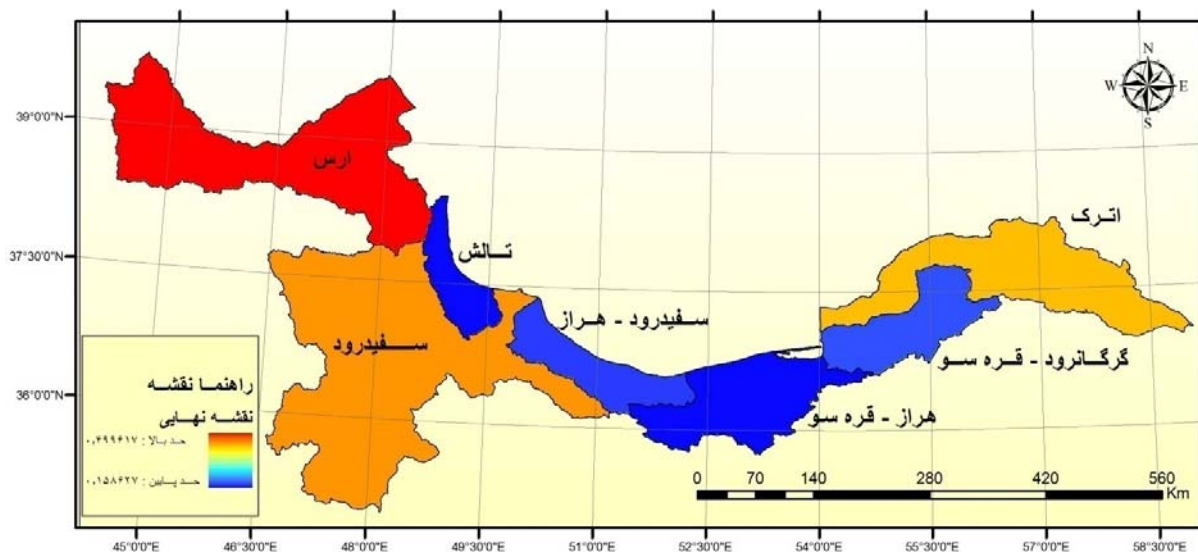 N
W E
S
39°0'0"N
37°30'0"N
36°0'0"N
ارس
تالش
اترک
سفیدرود - هراز
سفیدرود
گرگانرود - قره سو
هراز - قره سو
راهنما نقشه
نقشه نهایی
حد بالا : ۰,۶۹۹۶۱۷
حد پایین : ۰,۱۵۸۶۲۷
0 70 140 280 420 560
Km
45°0'0"E 46°30'0"E 48°0'0"E 49°30'0"E 51°0'0"E 52°30'0"E 54°0'0"E 55°30'0"E 57°0'0"E 58°30'0"E